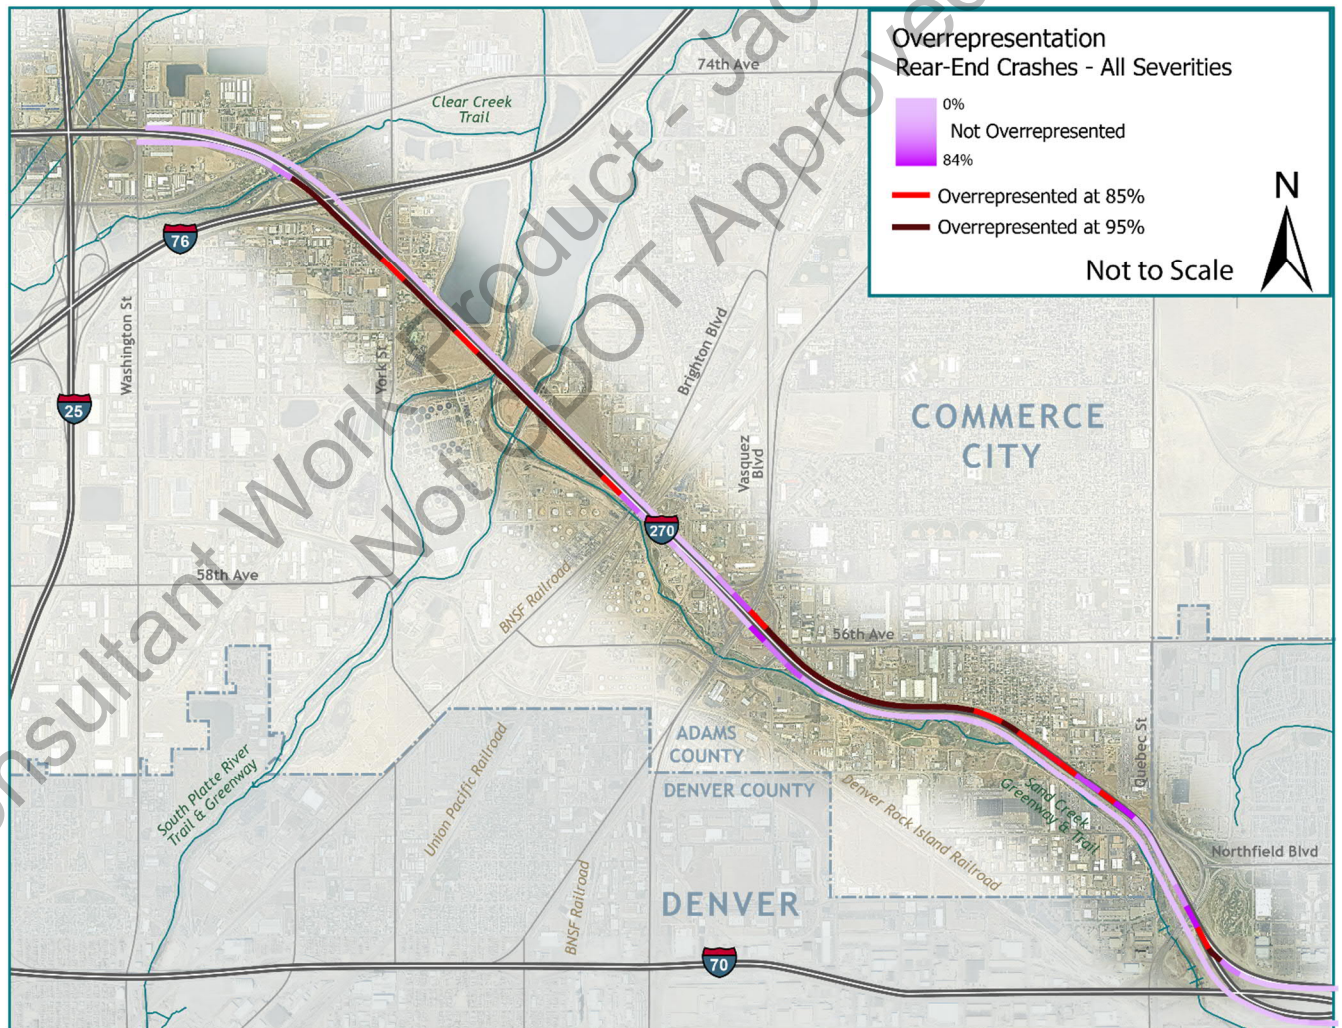 Overrepresentation
Rear-End Crashes - All Severities
0%
Not Overrepresented
84%
Overrepresented at 85%
Overrepresented at 95%
Not to Scale
N
74th Ave
Clear Creek
Trail
76
Washington St
York St
25
Brighton Blvd
Vasquez
Blvd
COMMERCE
CITY
270
58th Ave
BNSF Railroad
56th Ave
ADAMS
COUNTY
DENVER COUNTY
Quebec St
South Platte River
Trail & Greenway
Union Pacific Railroad
BNSF Railroad
Denver Rock Island Railroad
Sand Creek
Greenway & Trail
Northfield Blvd
DENVER
70
Work Product -
-Not CDOT Approved